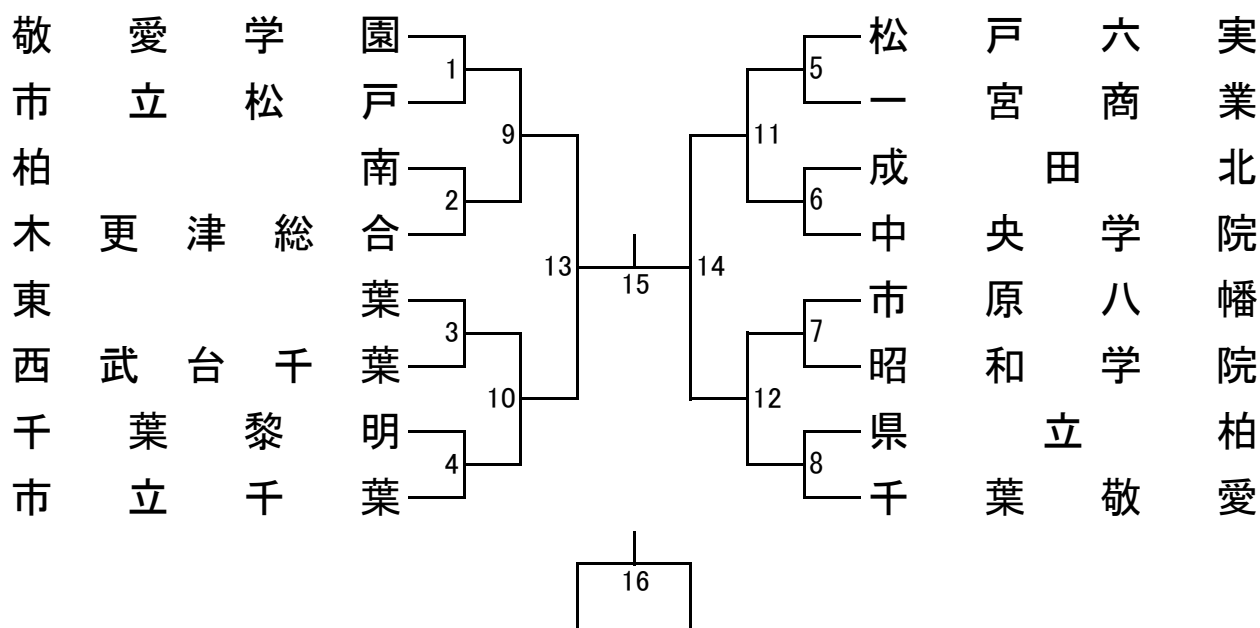 敬愛学園 松戸六実
1 5
市立松戸 一宮商業
9 11
柏南 成田北
2 6
木更津総合 中央学院
13 15 14
東葉 市原八幡
3 7
西武台千葉 昭和学院
10 12
千葉黎明 県立柏
4 8
市立千葉 千葉敬愛
16